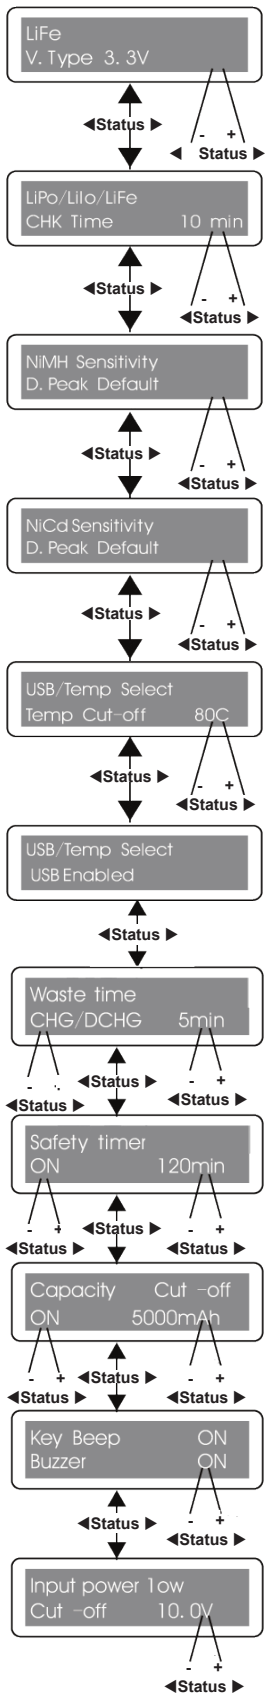 LiFe
V. Type 3. 3V
- +
◀Status ▶
◀ Status ▶
LiPo/LiIo/LiFe
CHK Time 10 min
- +
◀Status ▶
◀Status ▶
NiMH Sensitivity
D. Peak Default
- +
◀Status ▶
◀Status ▶
NiCd Sensitivity
D. Peak Default
- +
◀Status ▶
◀Status ▶
USB/Temp Select
Temp Cut-off 80C
- +
◀Status ▶
◀Status ▶
USB/Temp Select
USB Enabled
◀Status ▶
Waste time
CHG/DCHG 5min
- - +
◀Status ▶ ◀Status ▶ ◀Status ▶
Safety timer
ON 120min
- + - +
◀Status ▶ ◀Status ▶ ◀Status ▶
Capacity Cut -off
ON 5000mAh
- + - +
◀Status ▶ ◀Status ▶ ◀Status ▶
Key Beep ON
Buzzer ON
- +
◀Status ▶ ◀Status ▶
Input power low
Cut -off 10. 0V
- +
◀Status ▶